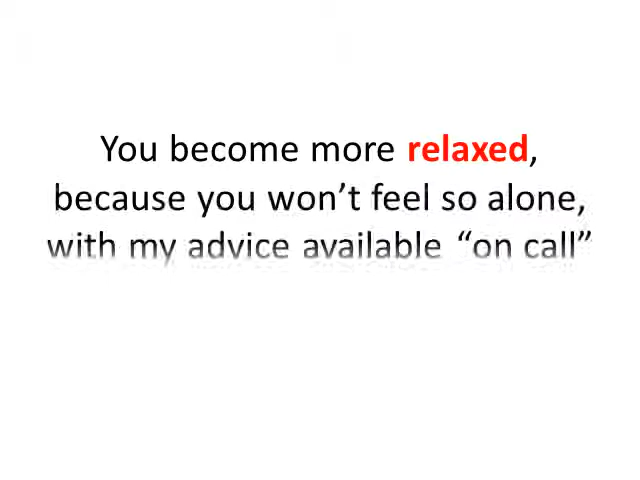 You become more relaxed,
because you won’t feel so alone,
with my advice available “on call”